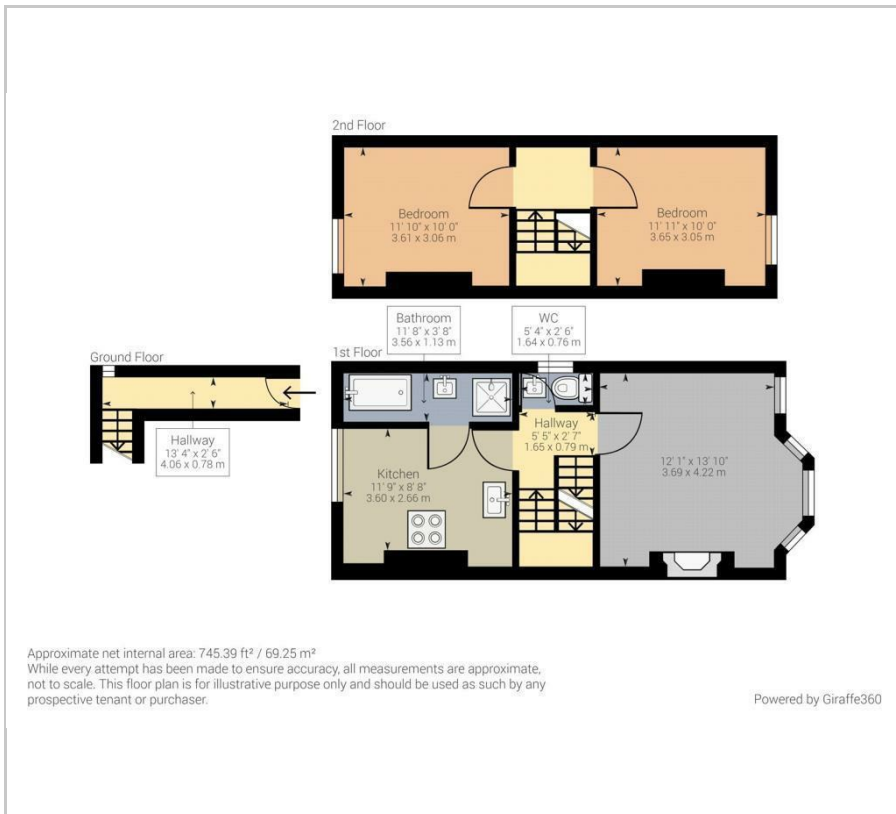 2nd Floor
Bedroom
11' 10" x 10' 0"
3.61 x 3.06 m
Bedroom
11' 11" x 10' 0"
3.65 x 3.05 m
Bathroom
11' 8" x 3' 8"
3.56 x 1.13 m
WC
5' 4" x 2' 6"
1.64 x 0.76 m
Ground Floor
Hallway
13' 4" x 2' 6"
4.06 x 0.78 m
1st Floor
Hallway
5' 5" x 2' 7"
1.65 x 0.79 m
Kitchen
11' 9" x 8' 8"
3.60 x 2.66 m
12' 1" x 13' 10"
3.69 x 4.22 m
Approximate net internal area: 745.39 ft² / 69.25 m²
While every attempt has been made to ensure accuracy, all measurements are approximate,
not to scale. This floor plan is for illustrative purpose only and should be used as such by any
prospective tenant or purchaser.
Powered by Giraffe360